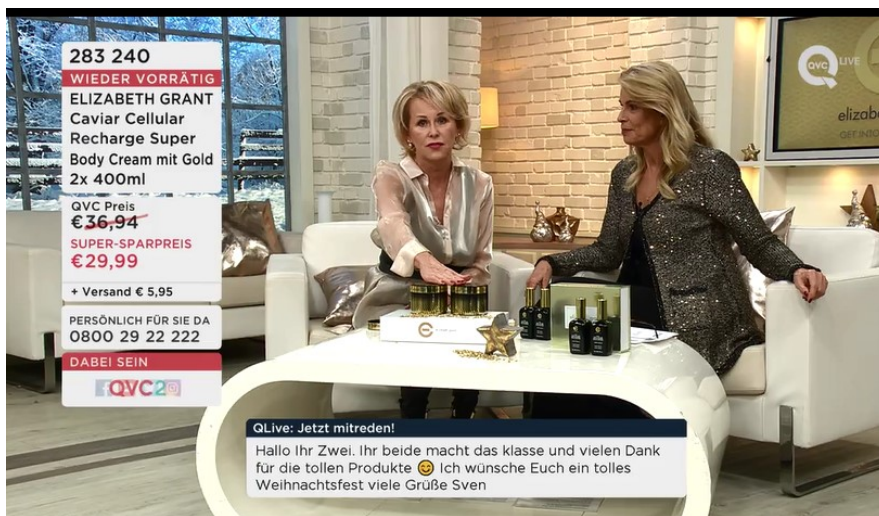 283 240
WIEDER VORRÄTIG
ELIZABETH GRANT
Caviar Cellular
Recharge Super
Body Cream mit Gold
2x 400ml
QVC Preis
€36,94
SUPER-SPARPREIS
€29,99
+ Versand € 5,95
PERSÖNLICH FÜR SIE DA
0800 29 22 222
DABEI SEIN
QVC2
QVC LIVE
elizabe
GET INTO
QLive: Jetzt mitreden!
Hallo Ihr Zwei. Ihr beide macht das klasse und vielen Dank
für die tollen Produkte 😊 Ich wünsche Euch ein tolles
Weihnachtsfest viele Grüße Sven